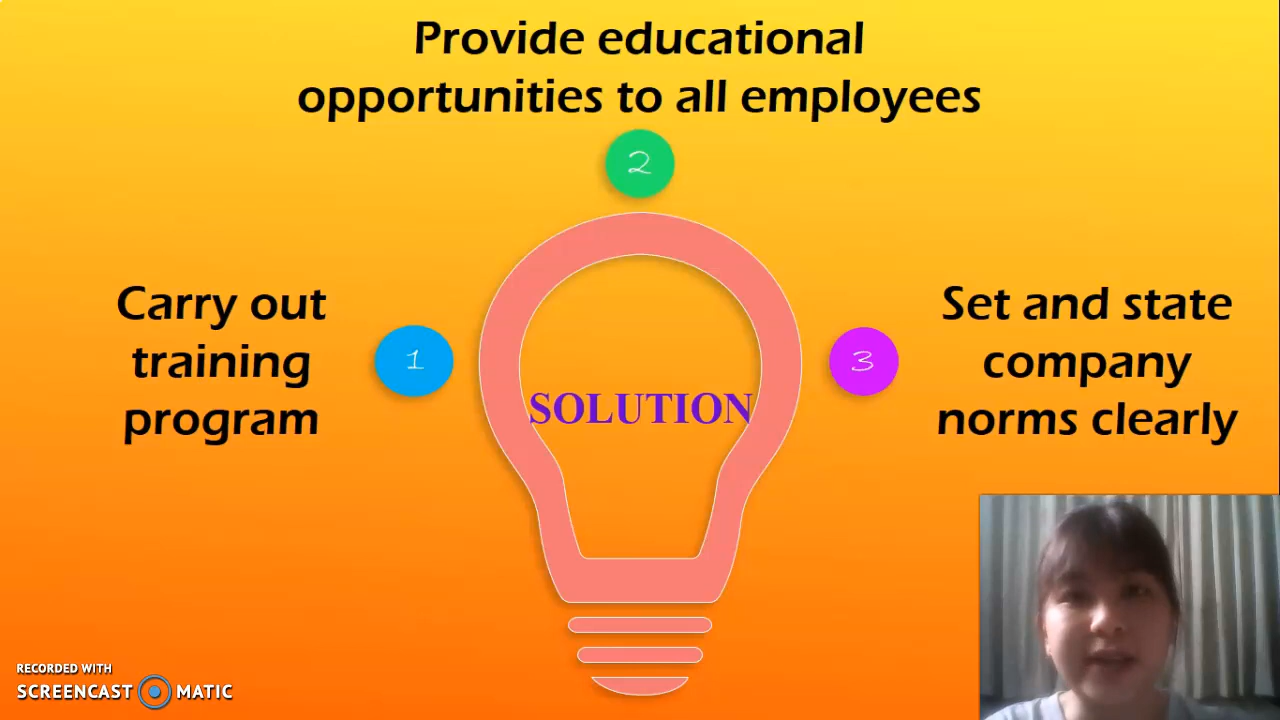 Provide educational
opportunities to all employees
2
Carry out
training
program
1
SOLUTION
3
Set and state
company
norms clearly
RECORDED WITH
SCREENCAST MATIC